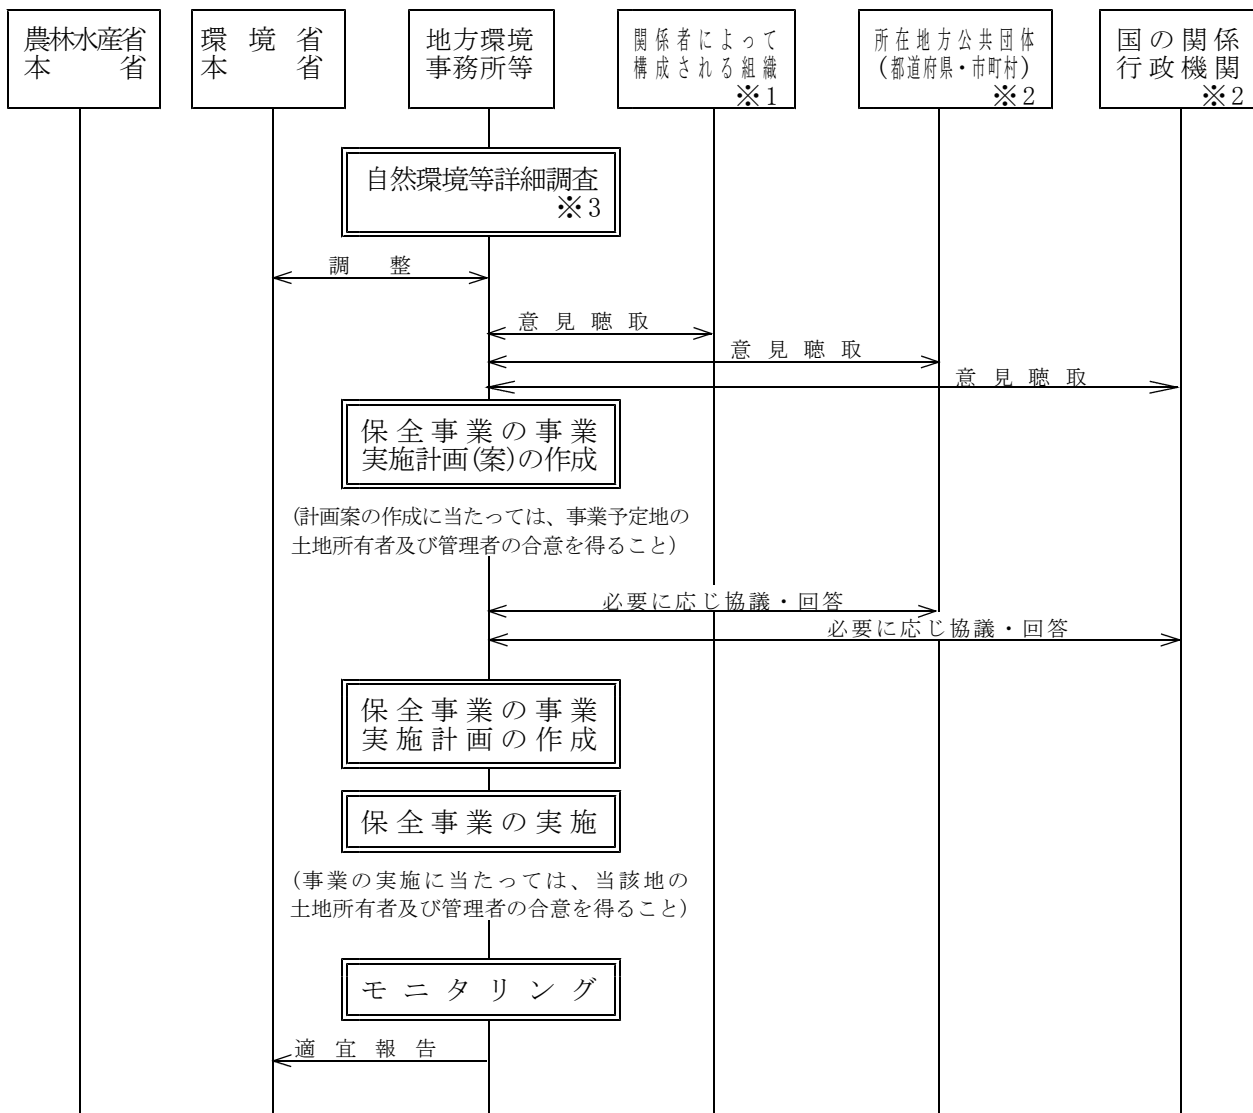 農林水産省
本省
環境省
本省
地方環境
事務所等
関係者によって
構成される組織
※1
所在地方公共団体
(都道府県・市町村)
※2
国の関係
行政機関
※2
自然環境等詳細調査
※3
調整
意見聴取
意見聴取
意見聴取
保全事業の事業
実施計画(案)の作成
(計画案の作成に当たっては、事業予定地の
土地所有者及び管理者の合意を得ること)
必要に応じ協議・回答
必要に応じ協議・回答
保全事業の事業
実施計画の作成
保全事業の実施
(事業の実施に当たっては、当該地の
土地所有者及び管理者の合意を得ること)
モニタリング
適宜報告